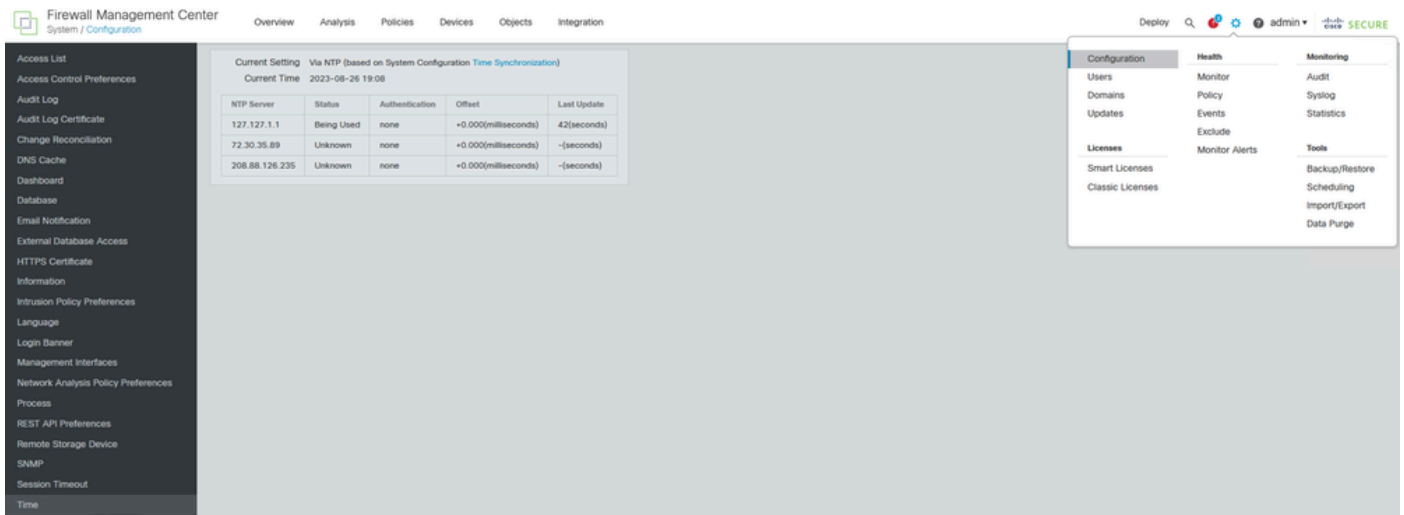 Firewall Management Center
System / Configuration
Overview Analysis Policies Devices Objects Integration
Deploy admin
cisco SECURE
Access List
Access Control Preferences
Audit Log
Audit Log Certificate
Change Reconciliation
DNS Cache
Dashboard
Database
Email Notification
External Database Access
HTTPS Certificate
Information
Intrusion Policy Preferences
Language
Login Banner
Management Interfaces
Network Analysis Policy Preferences
Process
REST API Preferences
Remote Storage Device
SNMP
Session Timeout
Time
Current Setting Via NTP (based on System Configuration Time Synchronization)
Current Time 2023-08-26 19:08
NTP Server Status Authentication Offset Last Update
127.127.1.1 Being Used none +0.000(milliseconds) 42(seconds)
72.30.35.89 Unknown none +0.000(milliseconds) -(seconds)
208.88.126.235 Unknown none +0.000(milliseconds) -(seconds)
Configuration
Users
Domains
Updates
Licenses
Smart Licenses
Classic Licenses
Health
Monitor
Policy
Events
Exclude
Monitor Alerts
Monitoring
Audit
Syslog
Statistics
Tools
Backup/Restore
Scheduling
Import/Export
Data Purge